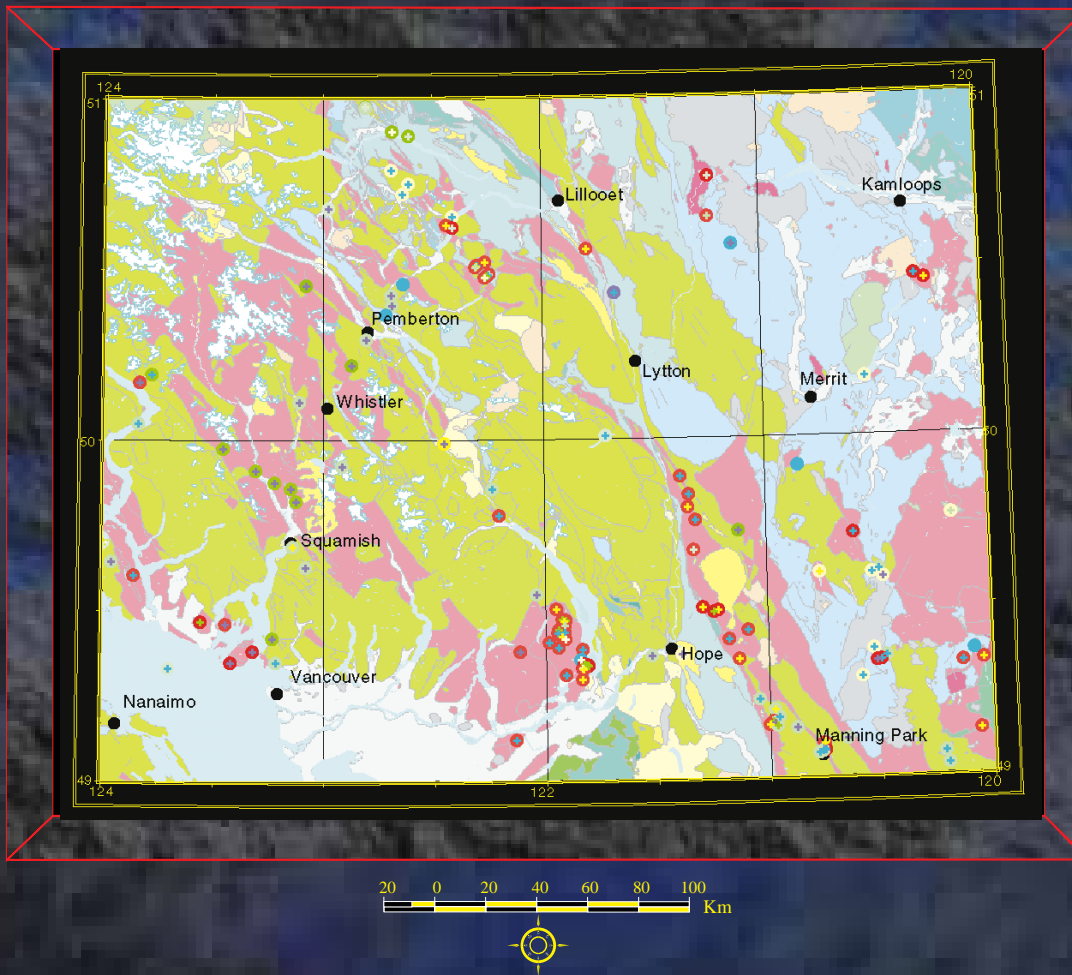 124
120
51
51
Kamloops
Lillooet
Pemberton
Lytton
Merrit
Whistler
50
50
Squamish
Hope
Vancouver
Nanaimo
Manning Park
49
49
124
122
120
20 0 20 40 60 80 100
Km